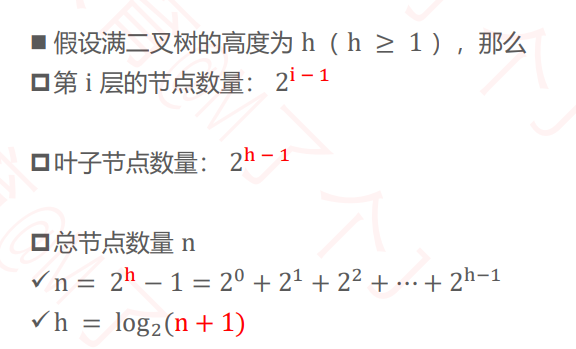 ■ 假设满二叉树的高度为 h（ h ≥ 1 ），那么
第 i 层的节点数量： 2^{i − 1}
叶子节点数量： 2^{h − 1}
总节点数量 n
✓ n = 2^h − 1 = 2^0 + 2^1 + 2^2 + ⋯ + 2^{h−1}
✓ h = log_2(n + 1)